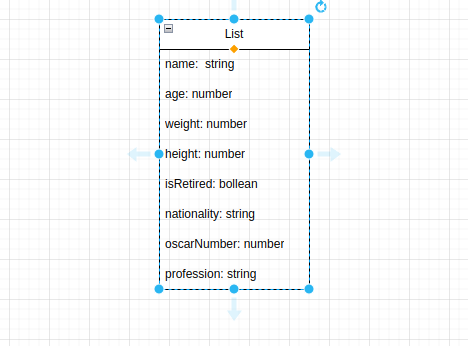 List
name: string
age: number
weight: number
height: number
isRetired: bollean
nationality: string
oscarNumber: number
profession: string